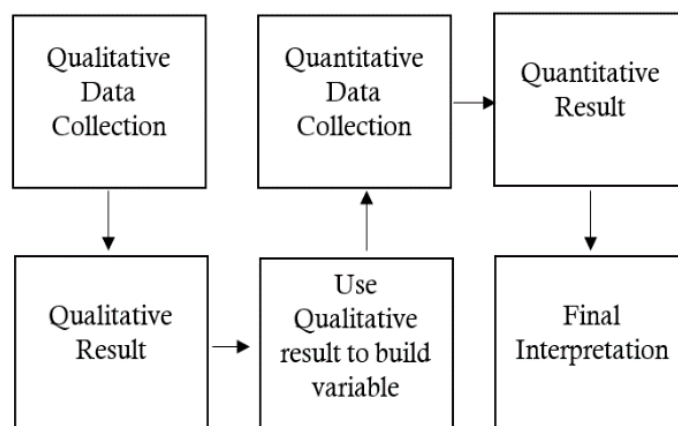 Qualitative
Data
Collection
Quantitative
Data
Collection
Quantitative
Result
Qualitative
Result
Use
Qualitative
result to build
variable
Final
Interpretation